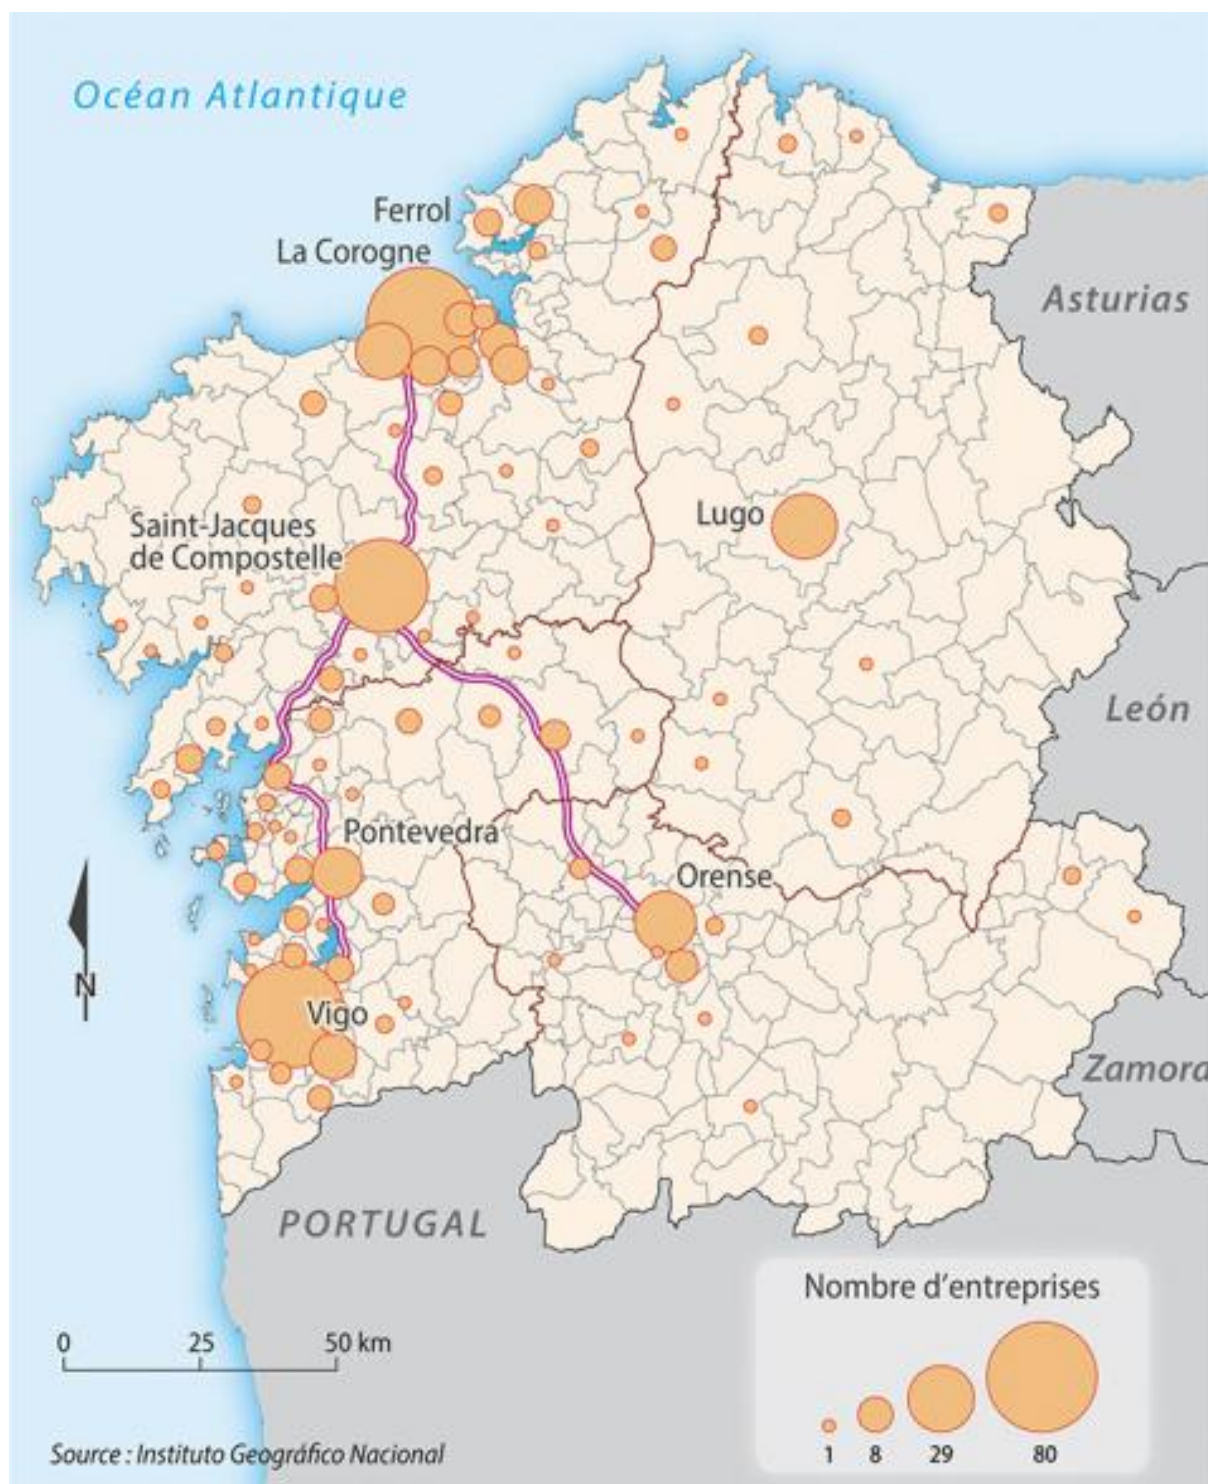 Océan Atlantique
Ferrol
La Corogne
Asturias
Lugo
Saint-Jacques
de Compostelle
León
Pontevedra
Orense
N
Vigo
Zamora
PORTUGAL
Nombre d'entreprises
0 25 50 km
1 8 29 80
Source : Instituto Geográfico Nacional